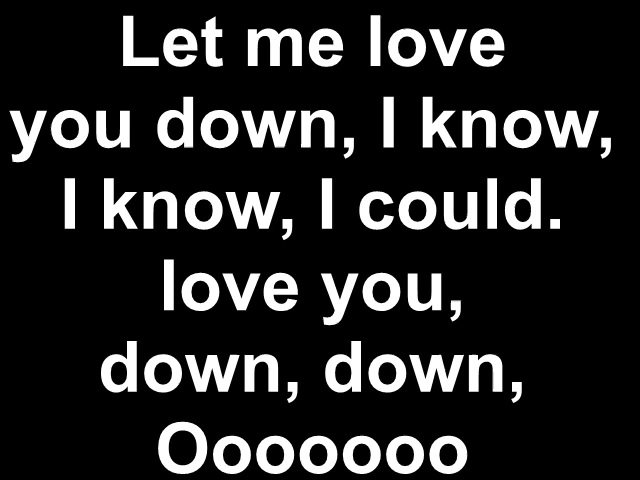 Let me love
you down, I know,
I know, I could.
love you,
down, down,
Ooooooo